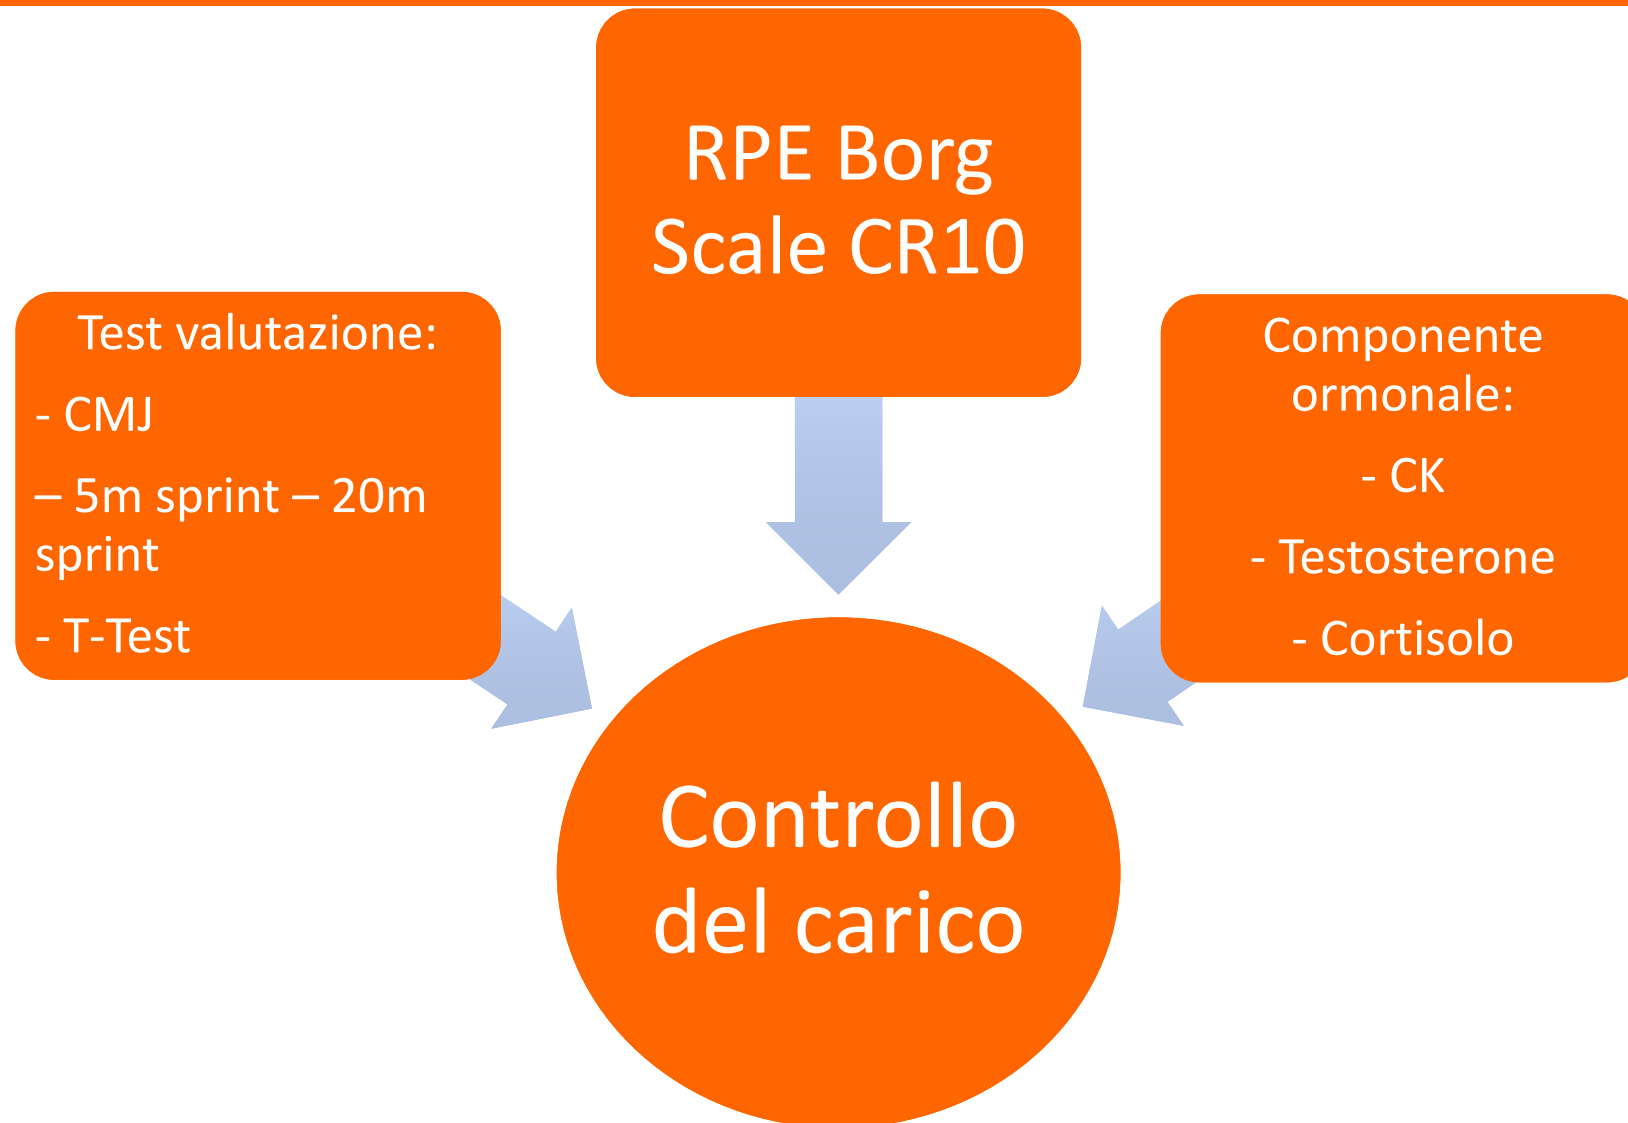 RPE Borg
Scale CR10
Test valutazione:
- CMJ
– 5m sprint – 20m
sprint
- T-Test
Componente
ormonale:
- CK
- Testosterone
- Cortisolo
Controllo
del carico